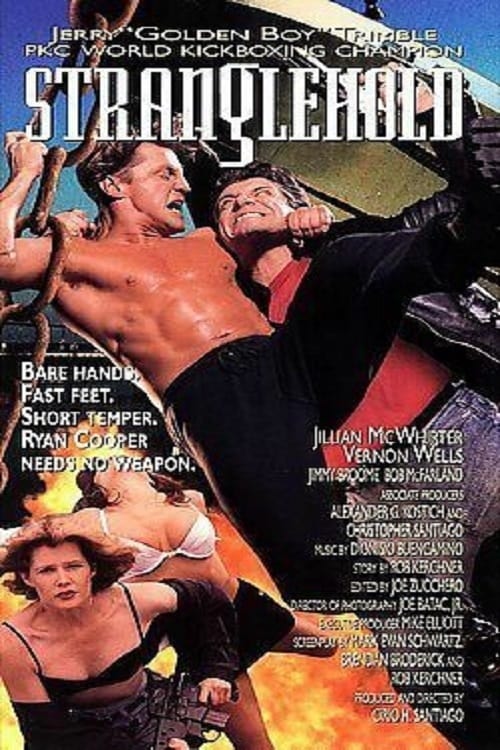 JERRY "GOLDEN BOY" TRIMBLE
PKC WORLD KICKBOXING CHAMPION
STRANGLEHOLD
BARE HANDS.
FAST FEET.
SHORT TEMPER.
RYAN COOPER
NEEDS NO WEAPON.
JILLIAN MCWHIRTER
VERNON WELLS
JIMMY BROOME BOB MCFARLAND
ASSOCIATE PRODUCERS
ALEXANDER G. KOSTICH AND
CHRISTOPHER SANTIAGO
MUSIC BY DIONISIO BUENCAMINO
STORY BY ROB KERCHNER
EDITED BY JOE ZUCCHERO
DIRECTOR OF PHOTOGRAPHY JOE BATAC, JR.
EXECUTIVE PRODUCER MIKE ELLIOTT
SCREENPLAY BY MARK EVAN SCHWARTZ,
BRENDAN BRODERICK AND
ROB KERCHNER
PRODUCED AND DIRECTED BY
CIRIO H. SANTIAGO